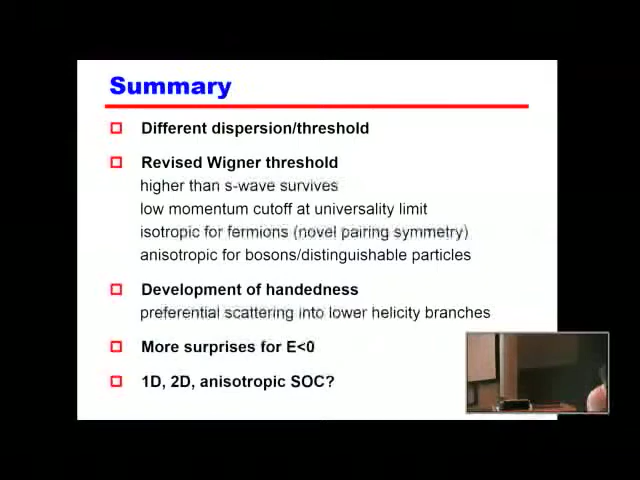 Summary
Different dispersion/threshold
Revised Wigner threshold
higher than s-wave survives
low momentum cutoff at universality limit
isotropic for fermions (novel pairing symmetry)
anisotropic for bosons/distinguishable particles
Development of handedness
preferential scattering into lower helicity branches
More surprises for E<0
1D, 2D, anisotropic SOC?